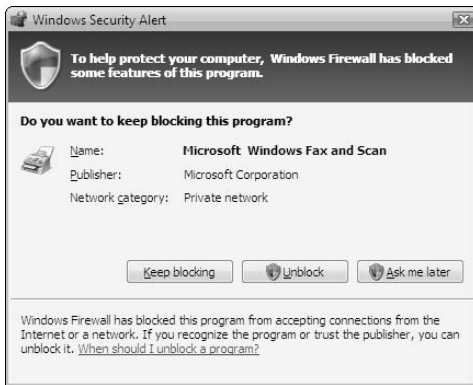 Windows Security Alert
To help protect your computer, Windows Firewall has blocked
some features of this program.
Do you want to keep blocking this program?
Name: Microsoft Windows Fax and Scan
Publisher: Microsoft Corporation
Network category: Private network
Keep blocking Unblock Ask me later
Windows Firewall has blocked this program from accepting connections from the
Internet or a network. If you recognize the program or trust the publisher, you can
unblock it. When should I unblock a program?